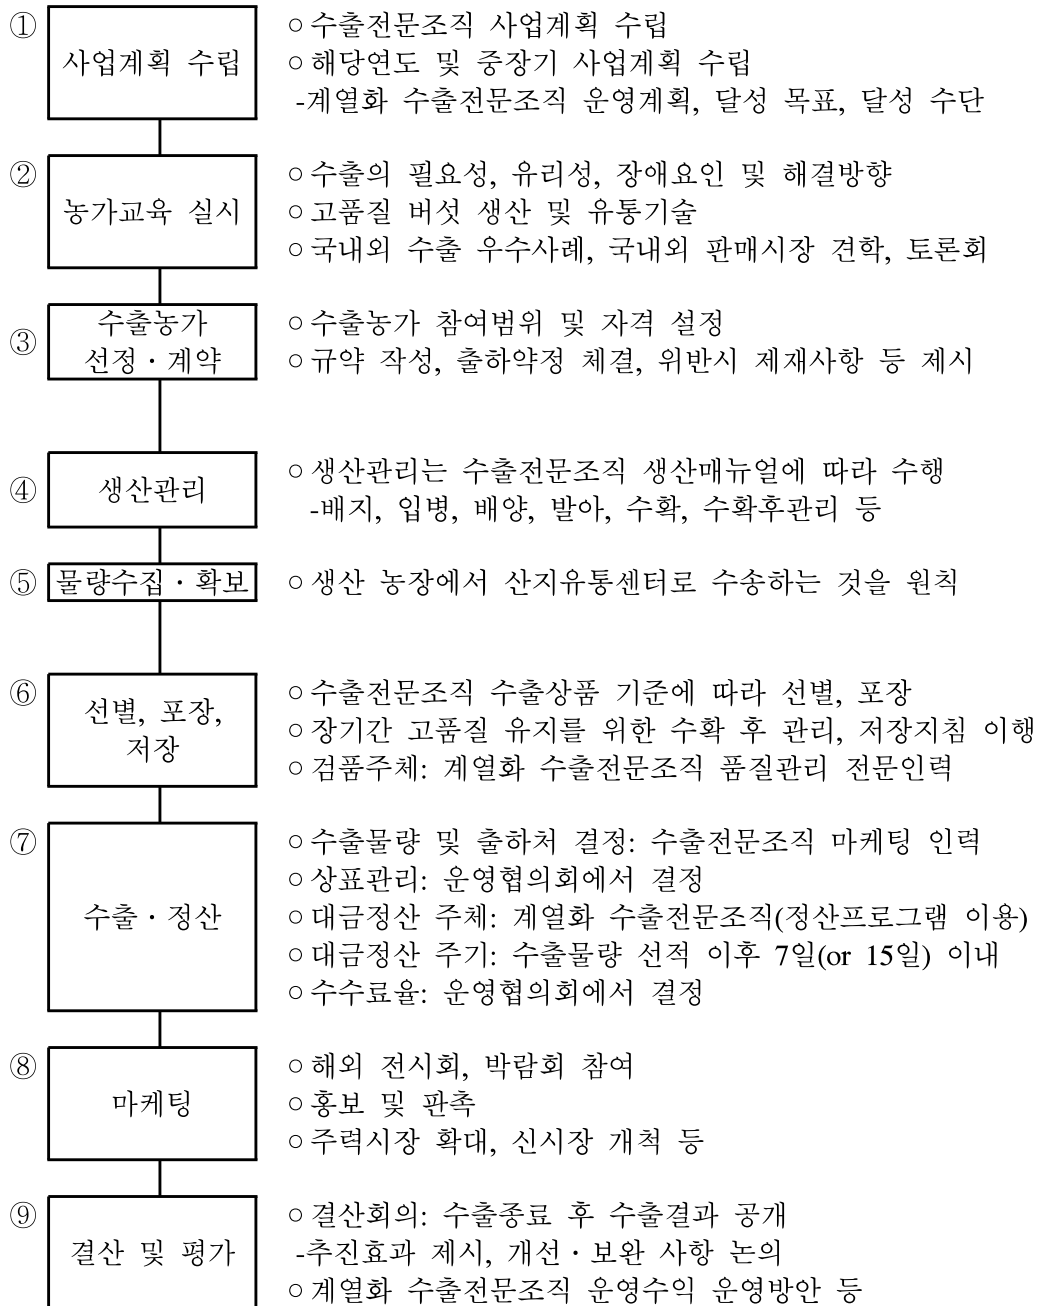 ① 사업계획 수립
○수출전문조직 사업계획 수립
○해당연도 및 중장기 사업계획 수립
-계열화 수출전문조직 운영계획, 달성 목표, 달성 수단
② 농가교육 실시
○수출의 필요성, 유리성, 장애요인 및 해결방향
○고품질 버섯 생산 및 유통기술
○국내외 수출 우수사례, 국내외 판매시장 견학, 토론회
③ 수출농가
선정·계약
○수출농가 참여범위 및 자격 설정
○규약 작성, 출하약정 체결, 위반시 제재사항 등 제시
④ 생산관리
○생산관리는 수출전문조직 생산매뉴얼에 따라 수행
-배지, 입병, 배양, 발아, 수확, 수확후관리 등
⑤ 물량수집·확보
○생산 농장에서 산지유통센터로 수송하는 것을 원칙
⑥ 선별, 포장,
저장
○수출전문조직 수출상품 기준에 따라 선별, 포장
○장기간 고품질 유지를 위한 수확 후 관리, 저장지침 이행
○검품주체: 계열화 수출전문조직 품질관리 전문인력
⑦ 수출·정산
○수출물량 및 출하처 결정: 수출전문조직 마케팅 인력
○상표관리: 운영협의회에서 결정
○대금정산 주체: 계열화 수출전문조직(정산프로그램 이용)
○대금정산 주기: 수출물량 선적 이후 7일(or 15일) 이내
○수수료율: 운영협의회에서 결정
⑧ 마케팅
○해외 전시회, 박람회 참여
○홍보 및 판촉
○주력시장 확대, 신시장 개척 등
⑨ 결산 및 평가
○결산회의: 수출종료 후 수출결과 공개
-추진효과 제시, 개선·보완 사항 논의
○계열화 수출전문조직 운영수익 운영방안 등